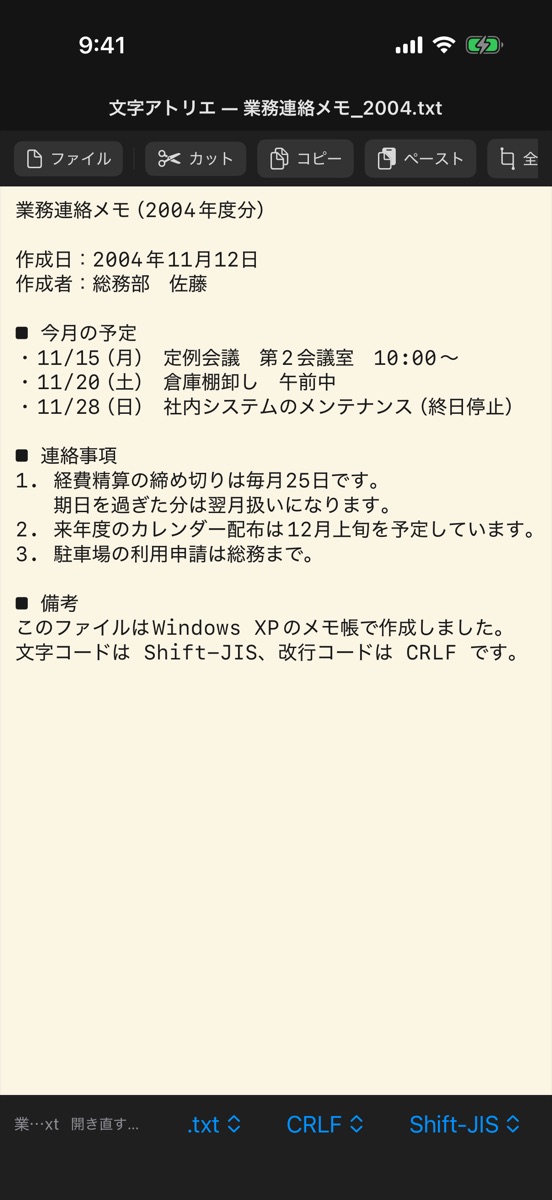 9:41
文字アトリエ — 業務連絡メモ_2004.txt
ファイル カット コピー ペースト 全
業務連絡メモ（2004年度分）
作成日：2004年11月12日
作成者：総務部　佐藤
■ 今月の予定
・11/15（月）　定例会議　第２会議室　10:00～
・11/20（土）　倉庫棚卸し　午前中
・11/28（日）　社内システムのメンテナンス（終日停止）
■ 連絡事項
1. 経費精算の締め切りは毎月25日です。
期日を過ぎた分は翌月扱いになります。
2. 来年度のカレンダー配布は12月上旬を予定しています。
3. 駐車場の利用申請は総務まで。
■ 備考
このファイルはWindows XPのメモ帳で作成しました。
文字コードは Shift-JIS、改行コードは CRLF です。
業…xt 開き直す… .txt CRLF Shift-JIS